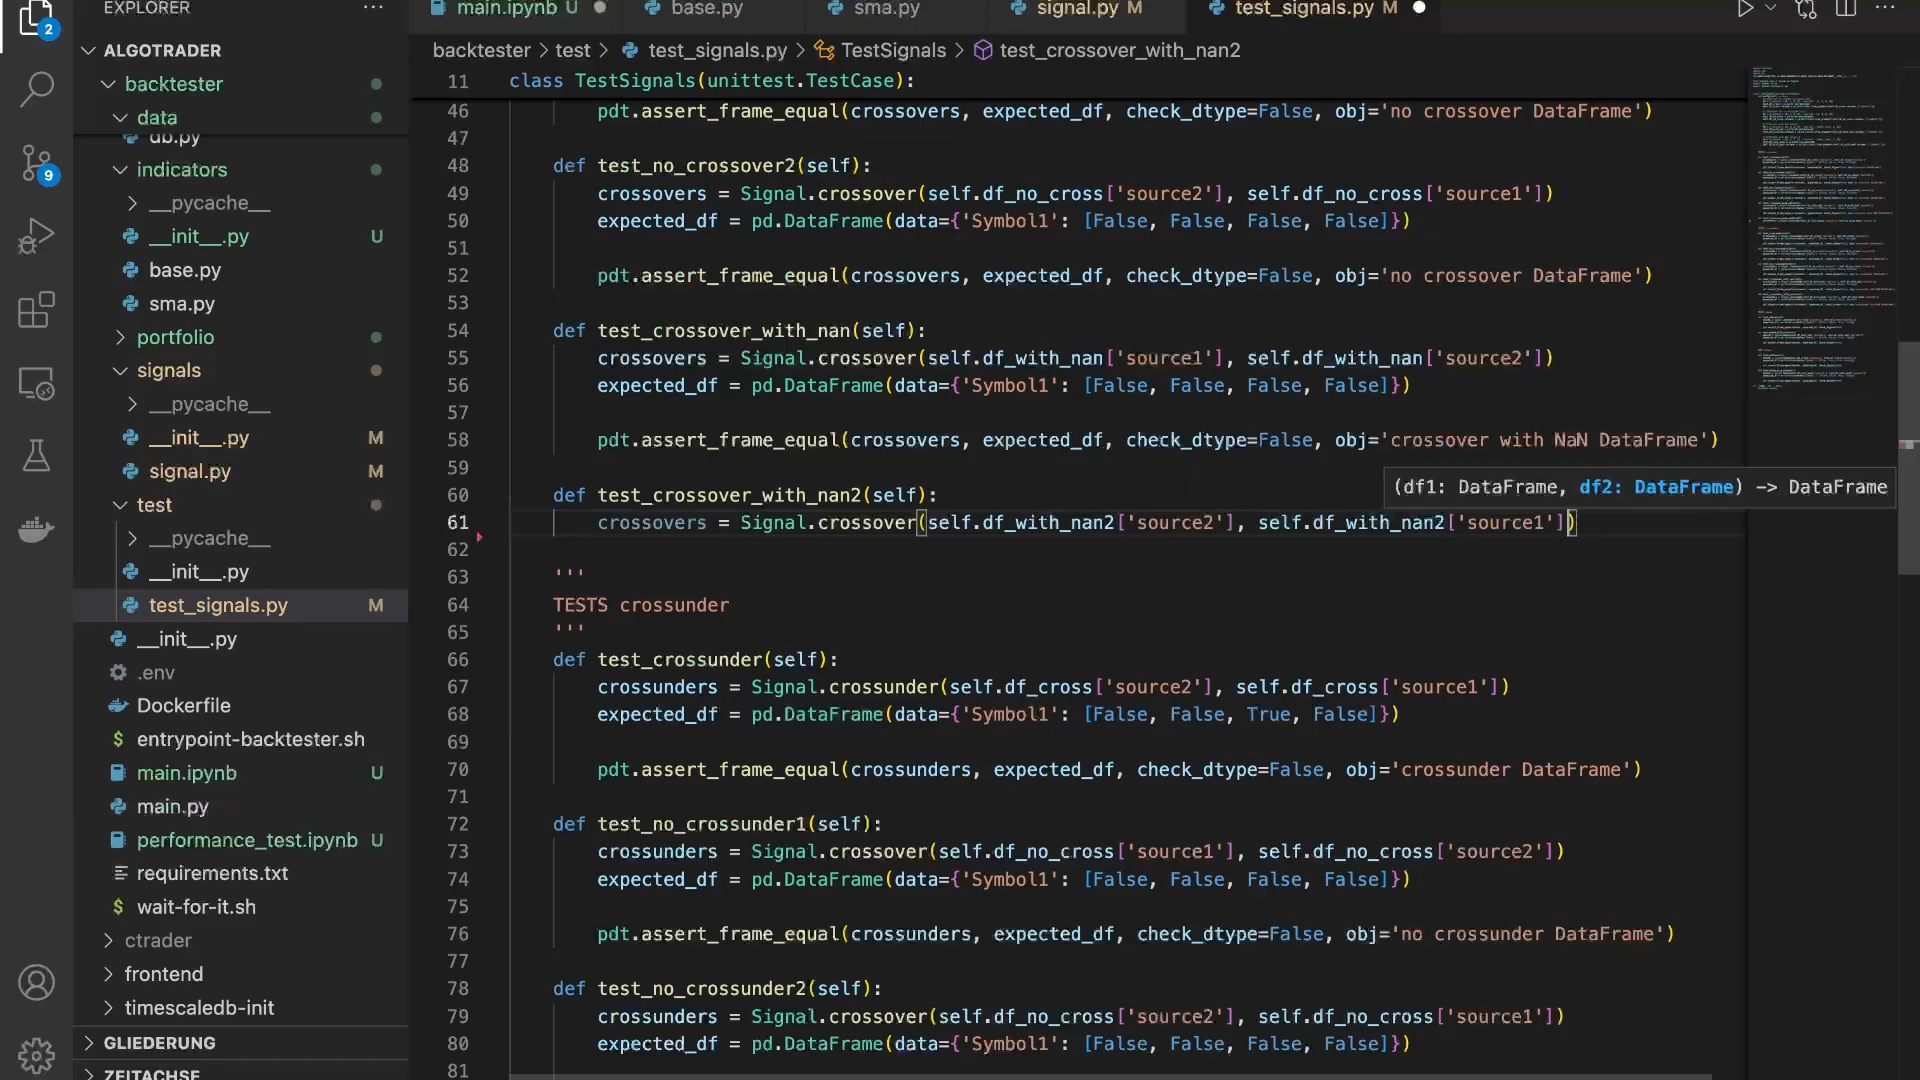 EXPLORER
ALGOTRADER
backtester
data
db.py
indicators
__pycache__
__init__.py U
base.py
sma.py
portfolio
signals
__pycache__
__init__.py M
signal.py M
test
__pycache__
__init__.py
test_signals.py M
__init__.py
.env
Dockerfile
entrypoint-backtester.sh
main.ipynb U
main.py
performance_test.ipynb U
requirements.txt
wait-for-it.sh
ctrader
frontend
timescaledb-init
GLIEDERUNG
ZEITACHSE
2
9
main.ipynb U base.py sma.py signal.py M test_signals.py M
backtester > test > test_signals.py > TestSignals > test_crossover_with_nan2
11 class TestSignals(unittest.TestCase):
46 pdt.assert_frame_equal(crossovers, expected_df, check_dtype=False, obj='no crossover DataFrame')
47
48 def test_no_crossover2(self):
49 crossovers = Signal.crossover(self.df_no_cross['source2'], self.df_no_cross['source1'])
50 expected_df = pd.DataFrame(data={'Symbol1': [False, False, False, False]})
51
52 pdt.assert_frame_equal(crossovers, expected_df, check_dtype=False, obj='no crossover DataFrame')
53
54 def test_crossover_with_nan(self):
55 crossovers = Signal.crossover(self.df_with_nan['source1'], self.df_with_nan['source2'])
56 expected_df = pd.DataFrame(data={'Symbol1': [False, False, False, False]})
57
58 pdt.assert_frame_equal(crossovers, expected_df, check_dtype=False, obj='crossover with NaN DataFrame')
59
(df1: DataFrame, df2: DataFrame) -> DataFrame
60 def test_crossover_with_nan2(self):
61 crossovers = Signal.crossover(self.df_with_nan2['source2'], self.df_with_nan2['source1'])
62
63 '''
64 TESTS crossunder
65 '''
66 def test_crossunder(self):
67 crossunders = Signal.crossunder(self.df_cross['source2'], self.df_cross['source1'])
68 expected_df = pd.DataFrame(data={'Symbol1': [False, False, True, False]})
69
70 pdt.assert_frame_equal(crossunders, expected_df, check_dtype=False, obj='crossunder DataFrame')
71
72 def test_no_crossunder1(self):
73 crossunders = Signal.crossover(self.df_no_cross['source1'], self.df_no_cross['source2'])
74 expected_df = pd.DataFrame(data={'Symbol1': [False, False, False, False]})
75
76 pdt.assert_frame_equal(crossunders, expected_df, check_dtype=False, obj='no crossunder DataFrame')
77
78 def test_no_crossunder2(self):
79 crossunders = Signal.crossover(self.df_no_cross['source2'], self.df_no_cross['source1'])
80 expected_df = pd.DataFrame(data={'Symbol1': [False, False, False, False]})
81